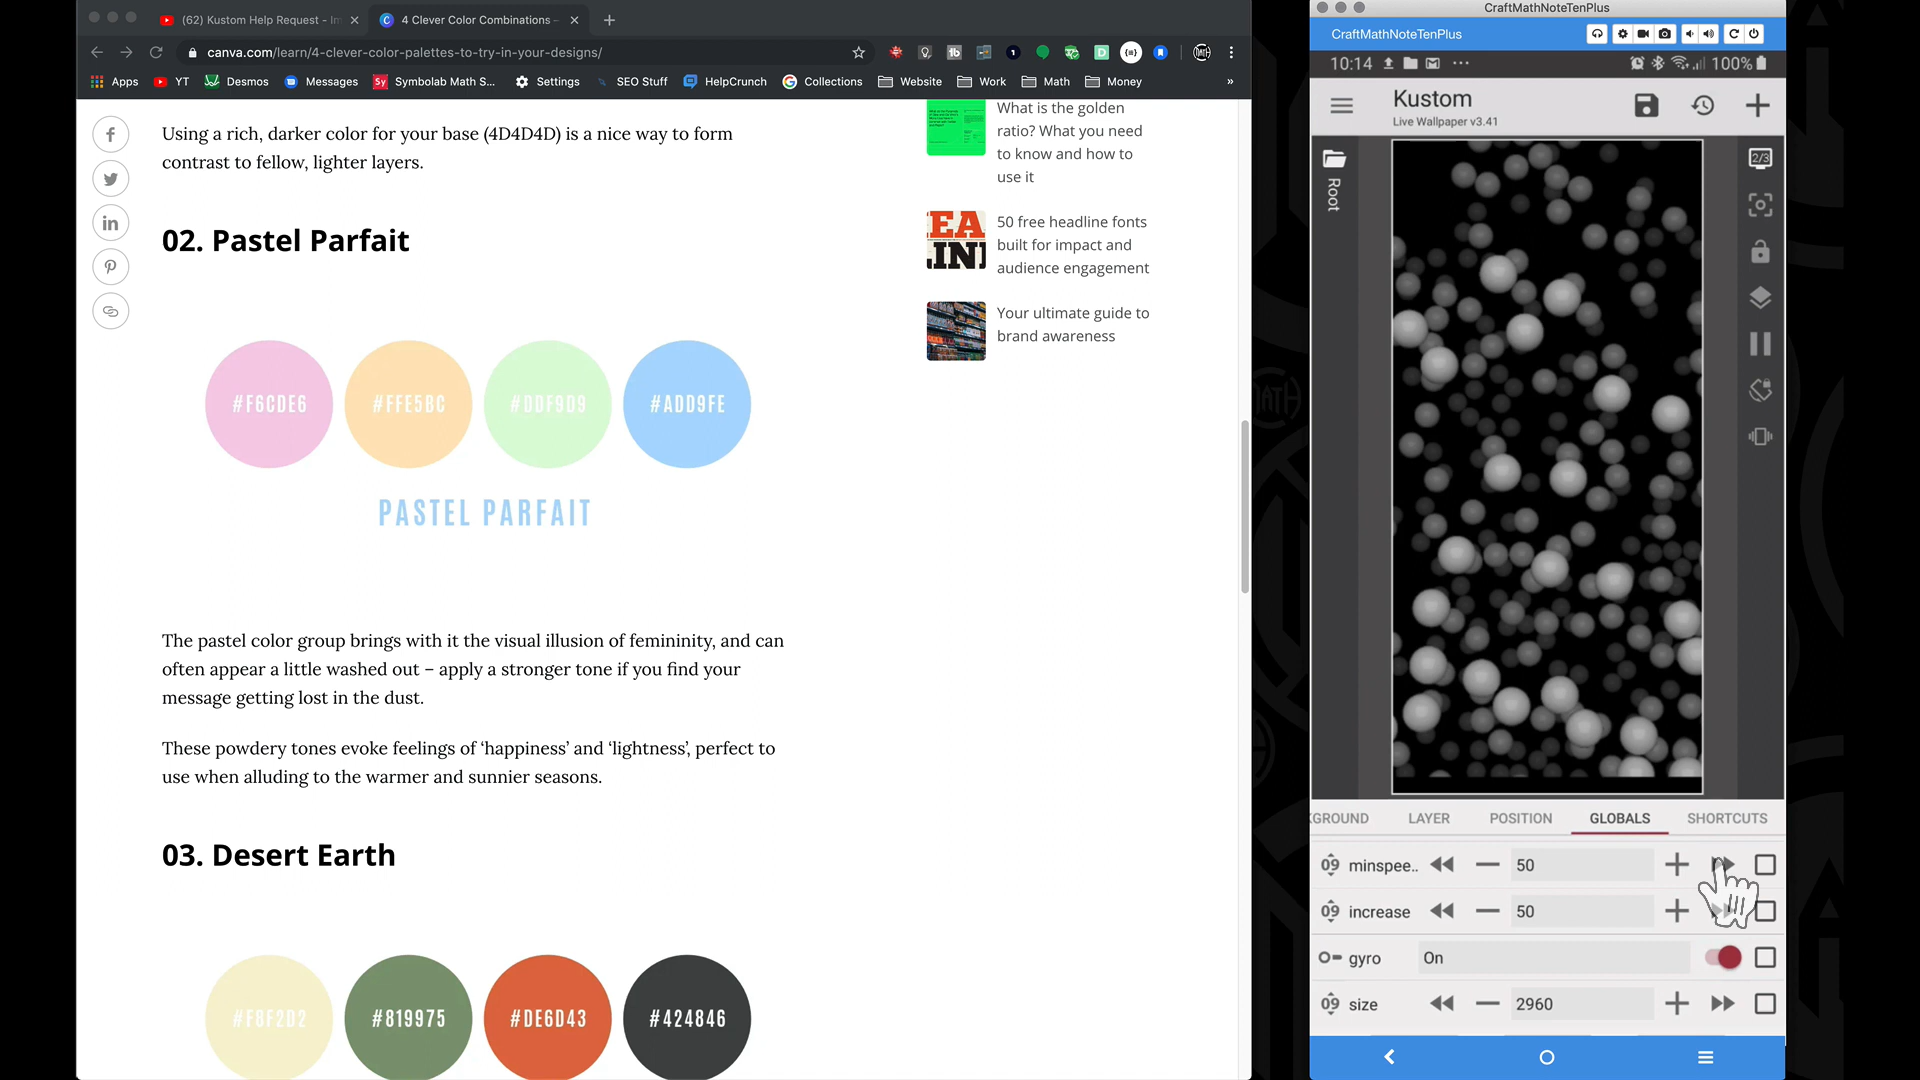 (62) Kustom Help Request - Im
4 Clever Color Combinations -
canva.com/learn/4-clever-color-palettes-to-try-in-your-designs/
Apps
YT
Desmos
Messages
Symbolab Math S...
Settings
SEO Stuff
HelpCrunch
Collections
Website
Work
Math
Money
»
Using a rich, darker color for your base (4D4D4D) is a nice way to form
contrast to fellow, lighter layers.
02. Pastel Parfait
#F6CDE6
#FFE5BC
#DDF9D9
#ADD9FE
PASTEL PARFAIT
The pastel color group brings with it the visual illusion of femininity, and can
often appear a little washed out – apply a stronger tone if you find your
message getting lost in the dust.
These powdery tones evoke feelings of ‘happiness’ and ‘lightness’, perfect to
use when alluding to the warmer and sunnier seasons.
03. Desert Earth
#F8F2D2
#819975
#DE6D43
#424846
What is the golden
ratio? What you need
to know and how to
use it
EA
LIN
50 free headline fonts
built for impact and
audience engagement
Your ultimate guide to
brand awareness
CraftMathNoteTenPlus
CraftMathNoteTenPlus
10:14
100%
Kustom
Live Wallpaper v3.41
Root
2/3
KGROUND
LAYER
POSITION
GLOBALS
SHORTCUTS
09 minspee.. 50
09 increase 50
gyro On
09 size 2960